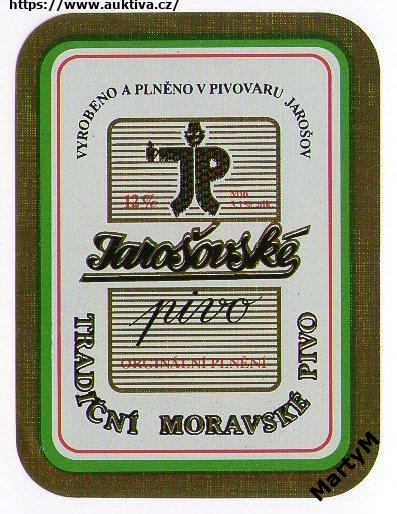 https://www.auktiva.cz/
VYROBENO A PLNĚNO V PIVOVARU JAROŠOV
JP
12%
Jarošovské
pivo
ORGINÁLNÍ PLNĚNÍ
TRADIČNÍ MORAVSKÉ PIVO
MartyM